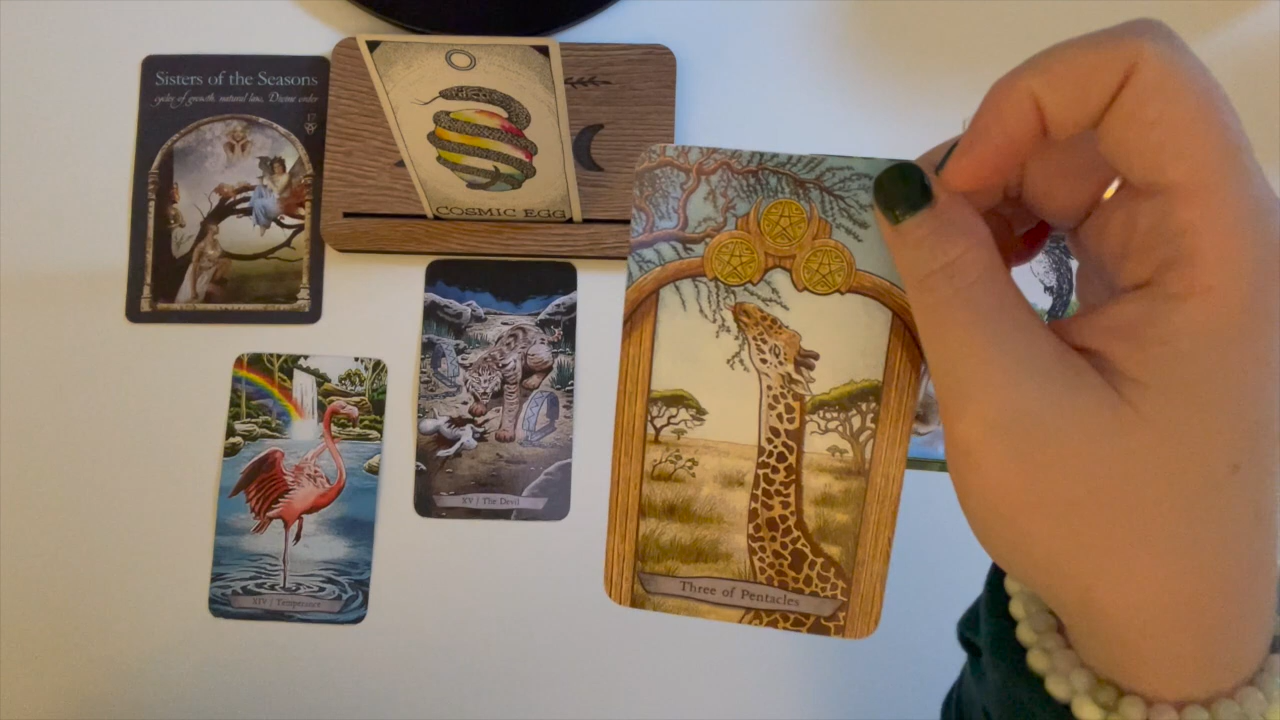 Sisters of the Seasons
cycles of growth, natural law, Divine order
COSMIC EGG
XV / The Devil
XIV / Temperance
Three of Pentacles